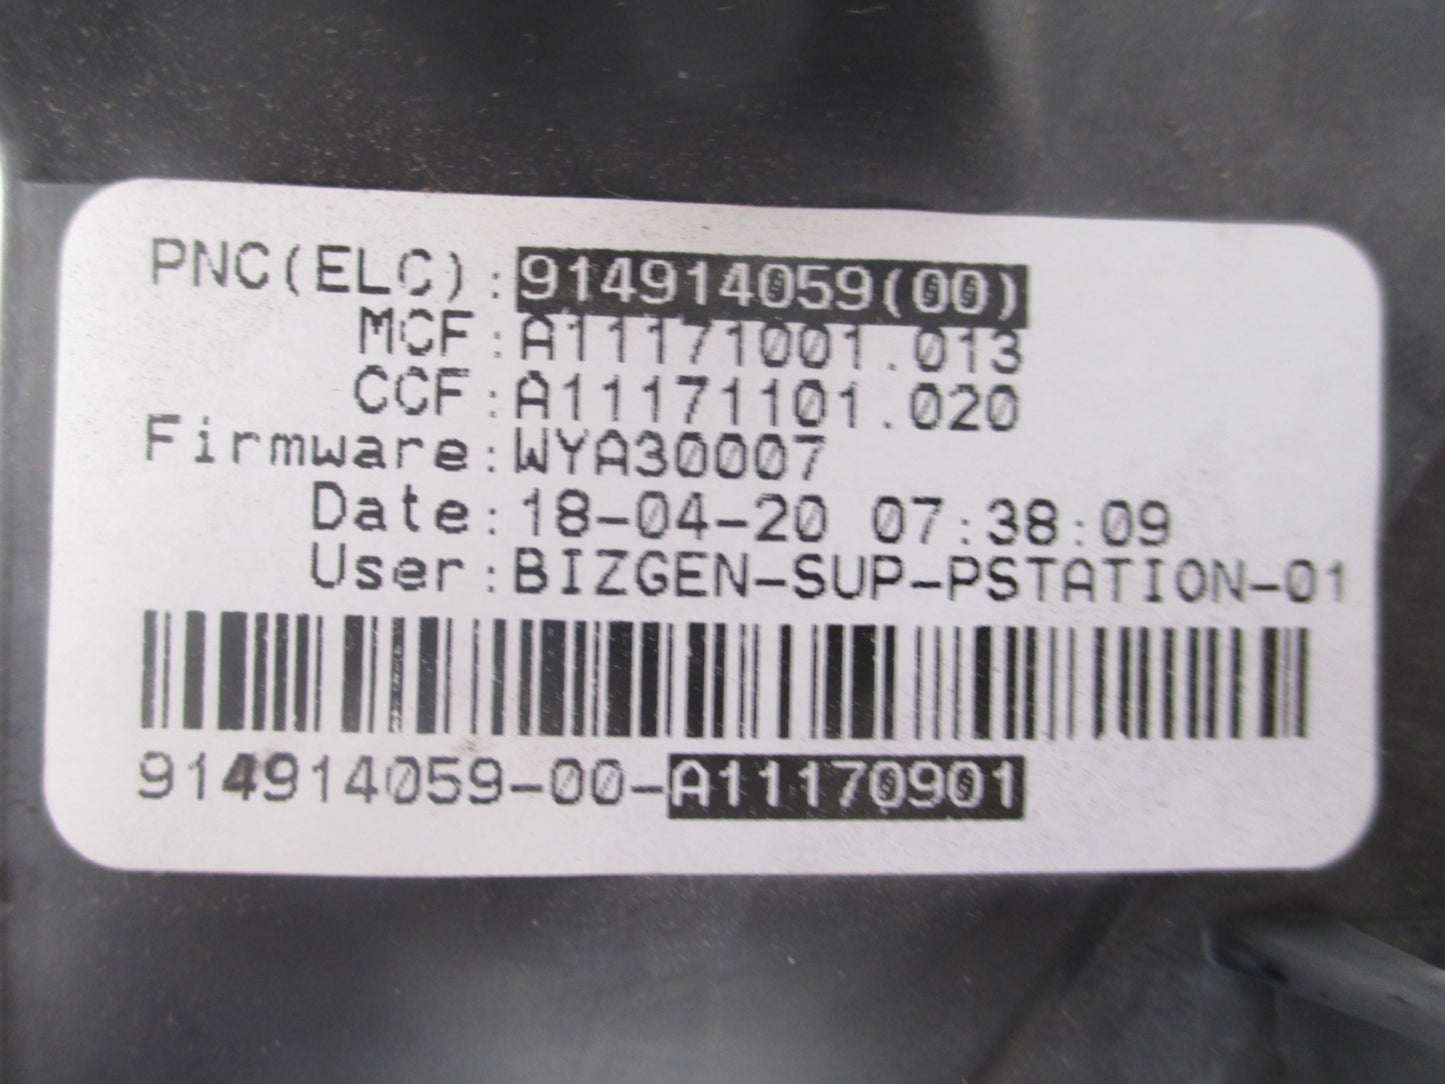 PNC(ELC):914914059(00)
MCF:A11171001.013
CCF:A11171101.020
Firmware:WYA30007
Date:18-04-20 07:38:09
User:BIZGEN-SUP-PSTATION-01
914914059-00-A11170901